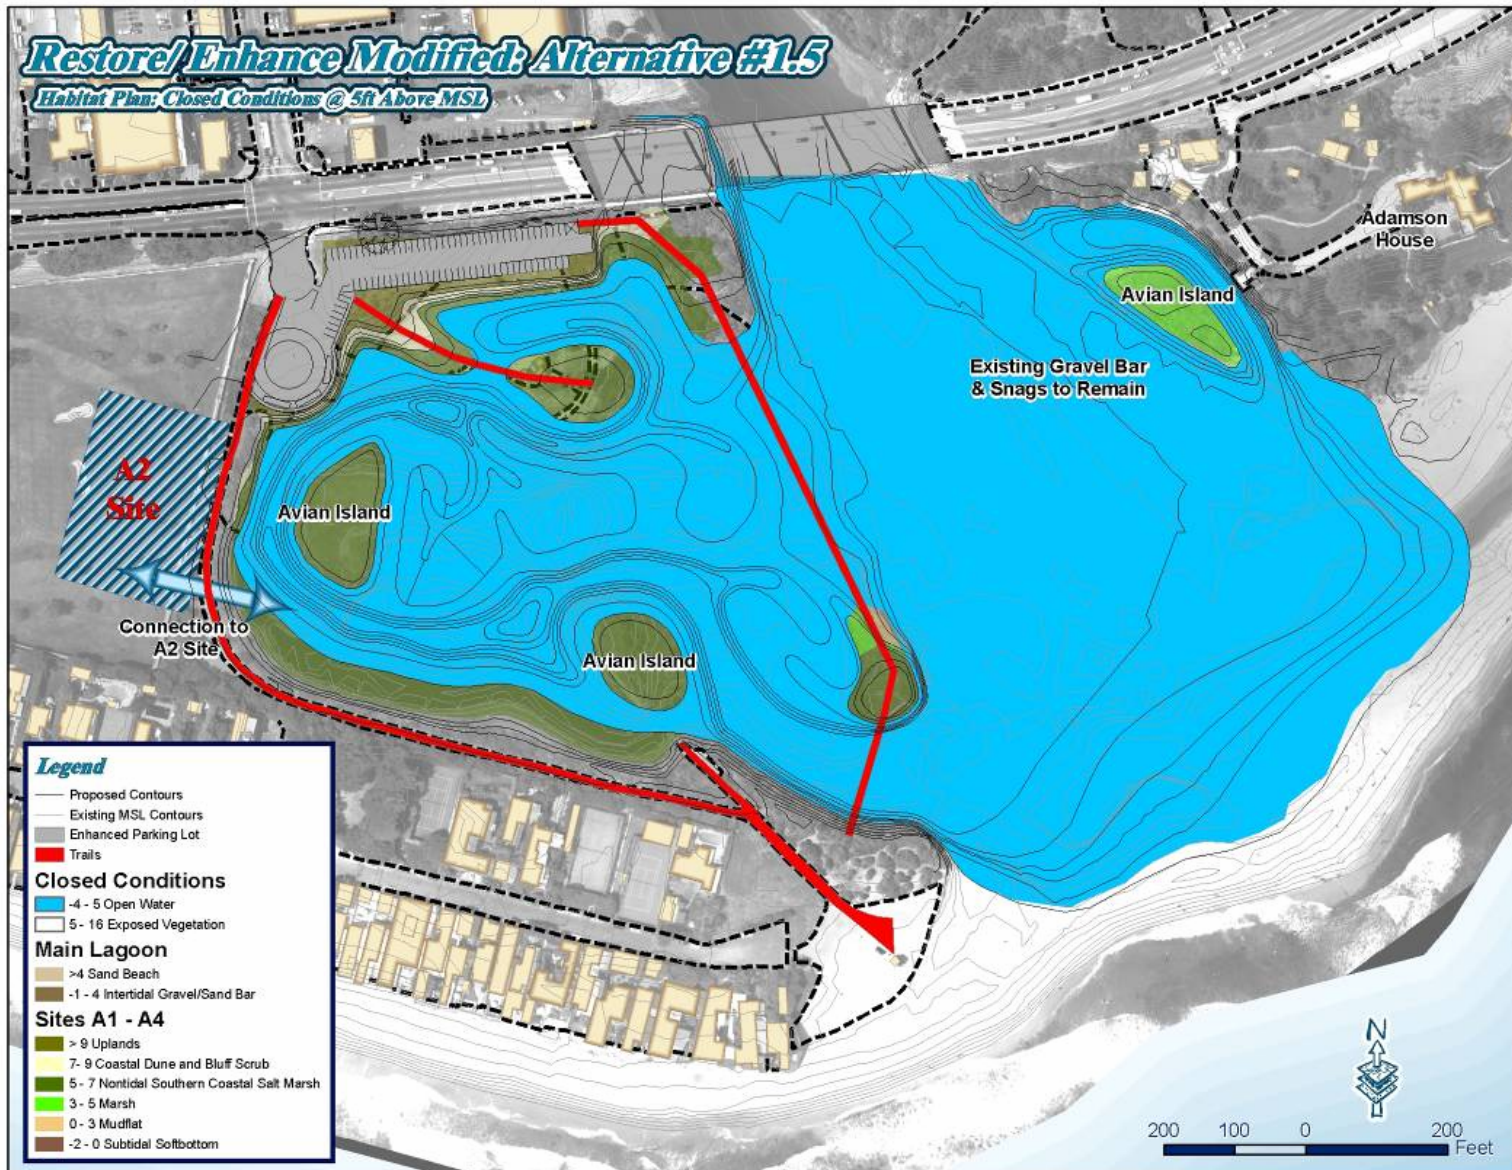 Restore/ Enhance Modified: Alternative #1.5
Habitat Plan: Closed Conditions @ 5ft Above MSL
Adamson
House
Avian Island
Existing Gravel Bar
& Snags to Remain
A2
Site
Avian Island
Connection to
A2 Site
Avian Island
Legend
Proposed Contours
Existing MSL Contours
Enhanced Parking Lot
Trails
Closed Conditions
-4 - 5 Open Water
5 - 16 Exposed Vegetation
Main Lagoon
>4 Sand Beach
-1 - 4 Intertidal Gravel/Sand Bar
Sites A1 - A4
> 9 Uplands
7- 9 Coastal Dune and Bluff Scrub
5 - 7 Nontidal Southern Coastal Salt Marsh
3 - 5 Marsh
0 - 3 Mudflat
-2 - 0 Subtidal Softbottom
N
200 100 0 200
Feet